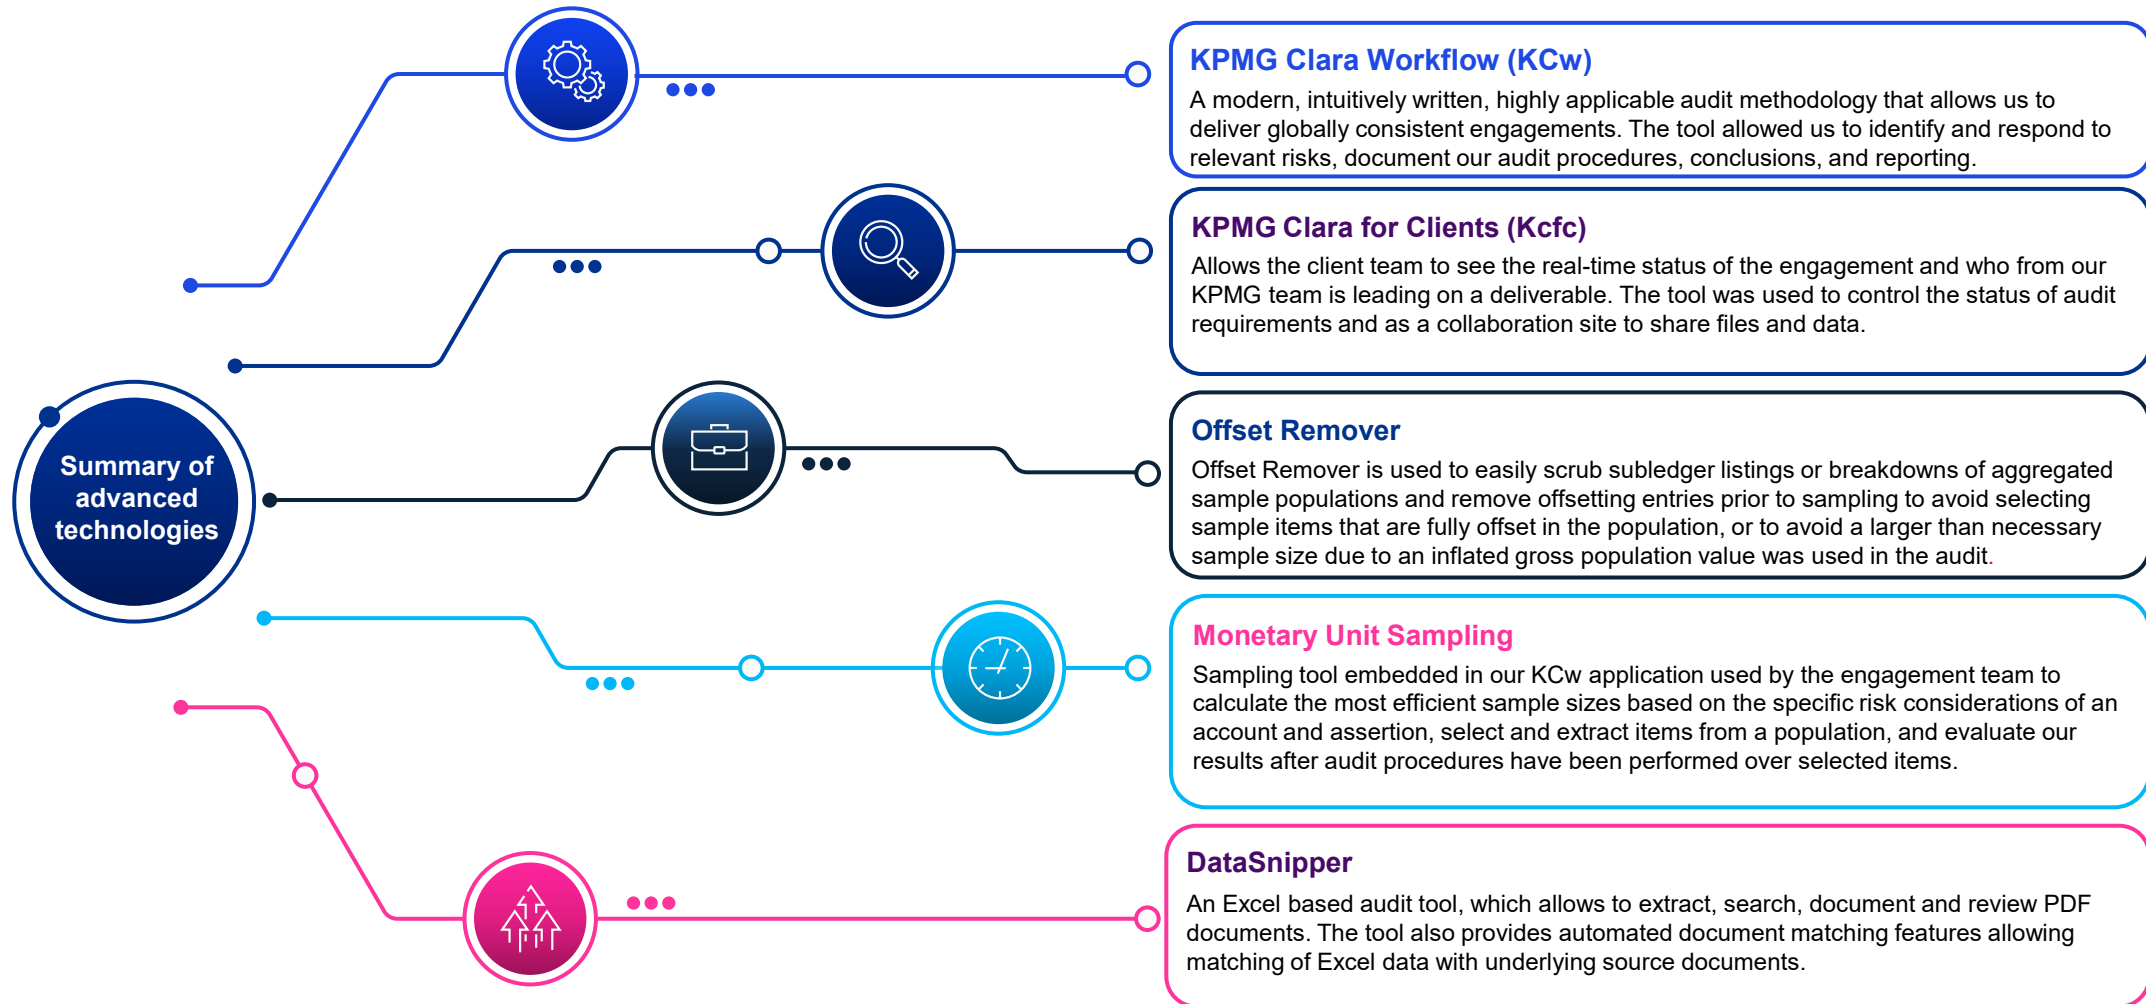 KPMG Clara Workflow (KCw)
A modern, intuitively written, highly applicable audit methodology that allows us to
deliver globally consistent engagements. The tool allowed us to identify and respond to
relevant risks, document our audit procedures, conclusions, and reporting.
KPMG Clara for Clients (Kcfc)
Allows the client team to see the real-time status of the engagement and who from our
KPMG team is leading on a deliverable. The tool was used to control the status of audit
requirements and as a collaboration site to share files and data.
Summary of
advanced
technologies
Offset Remover
Offset Remover is used to easily scrub subledger listings or breakdowns of aggregated
sample populations and remove offsetting entries prior to sampling to avoid selecting
sample items that are fully offset in the population, or to avoid a larger than necessary
sample size due to an inflated gross population value was used in the audit.
Monetary Unit Sampling
Sampling tool embedded in our KCw application used by the engagement team to
calculate the most efficient sample sizes based on the specific risk considerations of an
account and assertion, select and extract items from a population, and evaluate our
results after audit procedures have been performed over selected items.
DataSnipper
An Excel based audit tool, which allows to extract, search, document and review PDF
documents. The tool also provides automated document matching features allowing
matching of Excel data with underlying source documents.